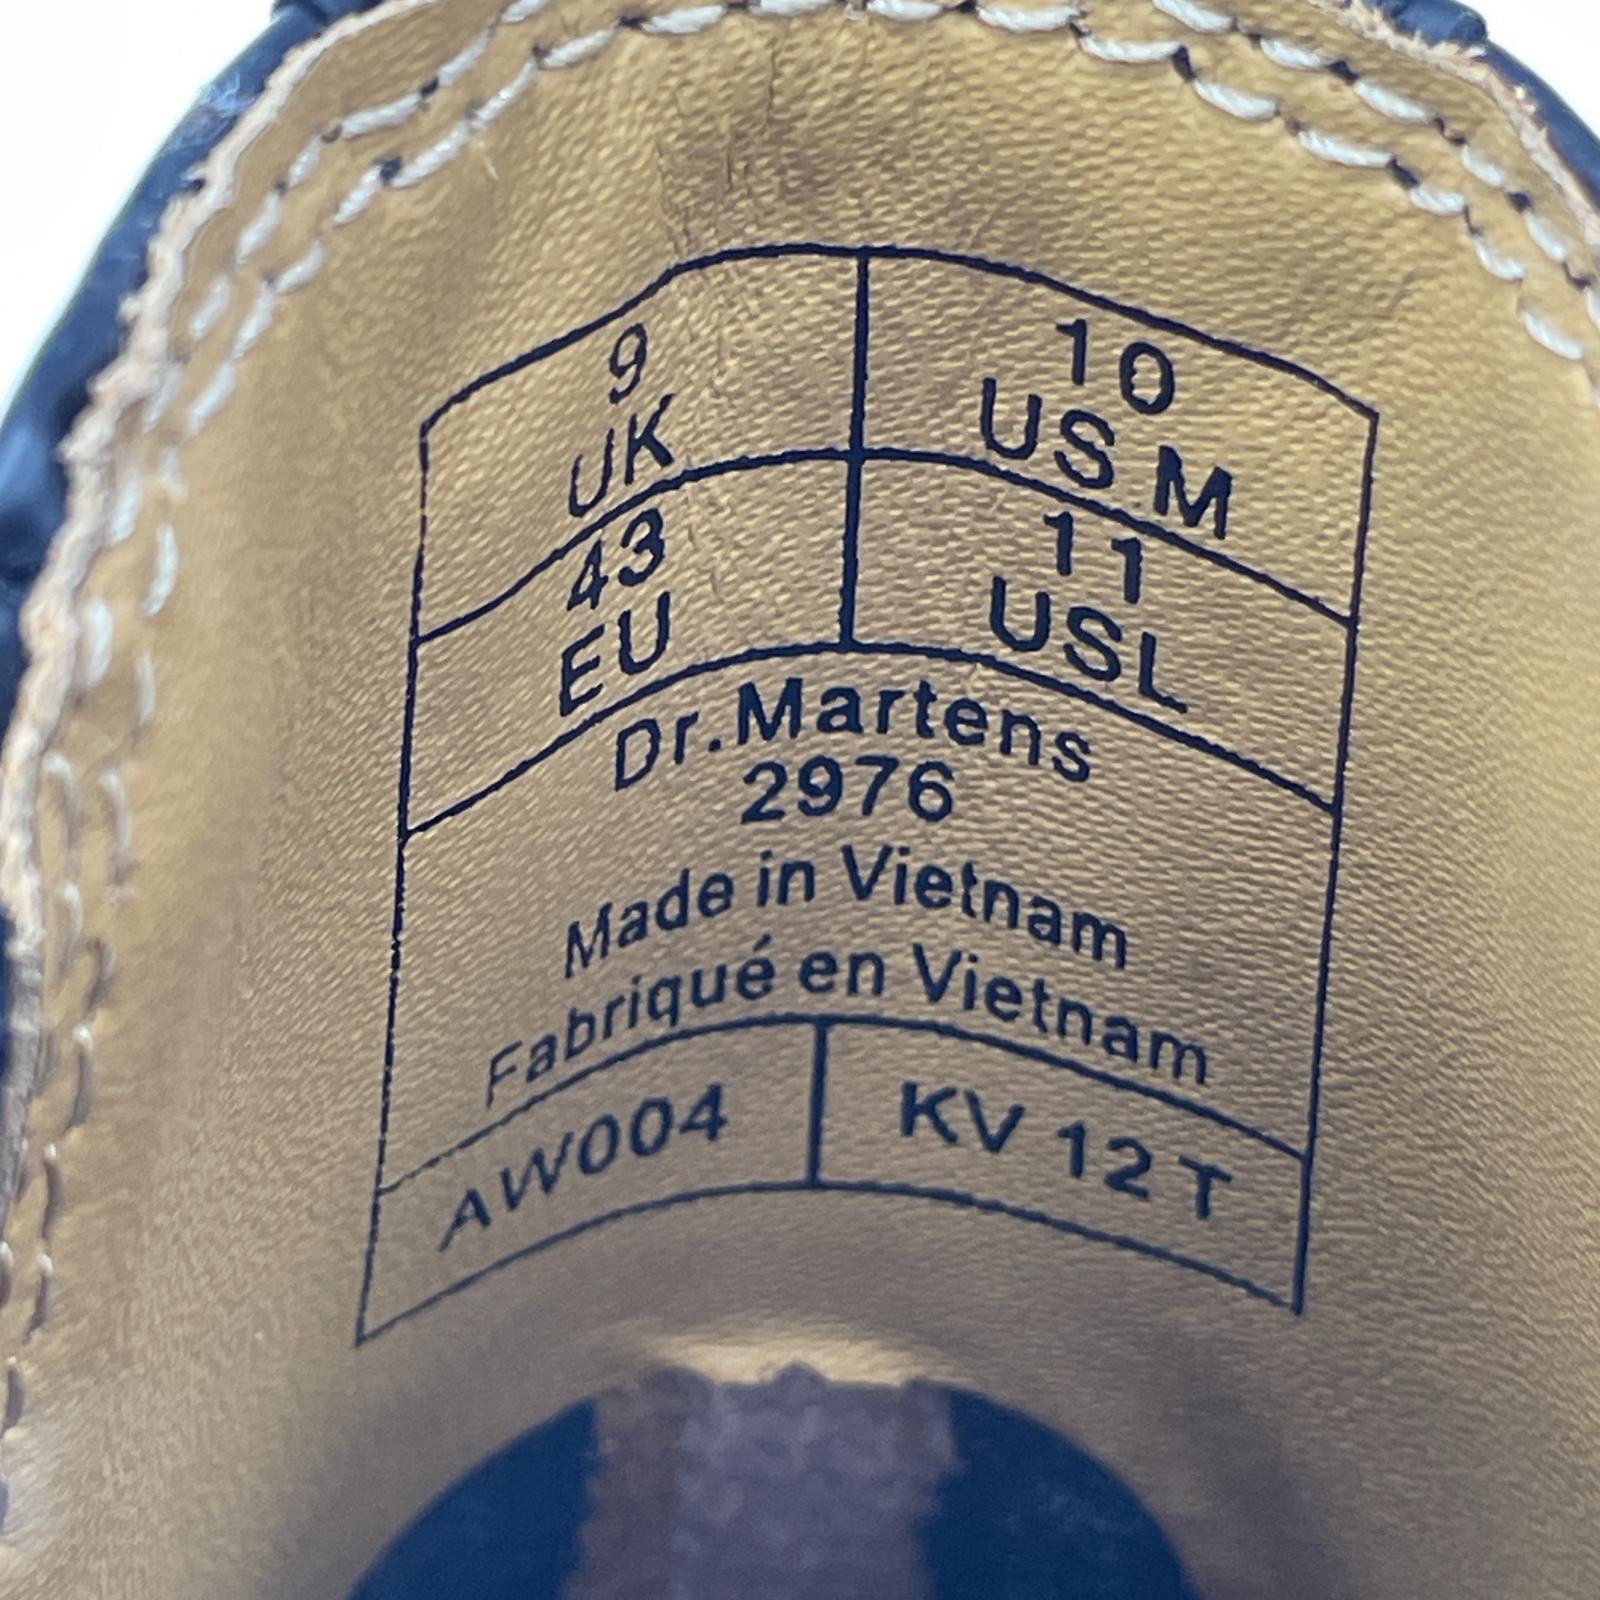 9
UK
10
US M
43
EU
11
USL
Dr.Martens
2976
Made in Vietnam
Fabriqué en Vietnam
AW004
KV 12 T